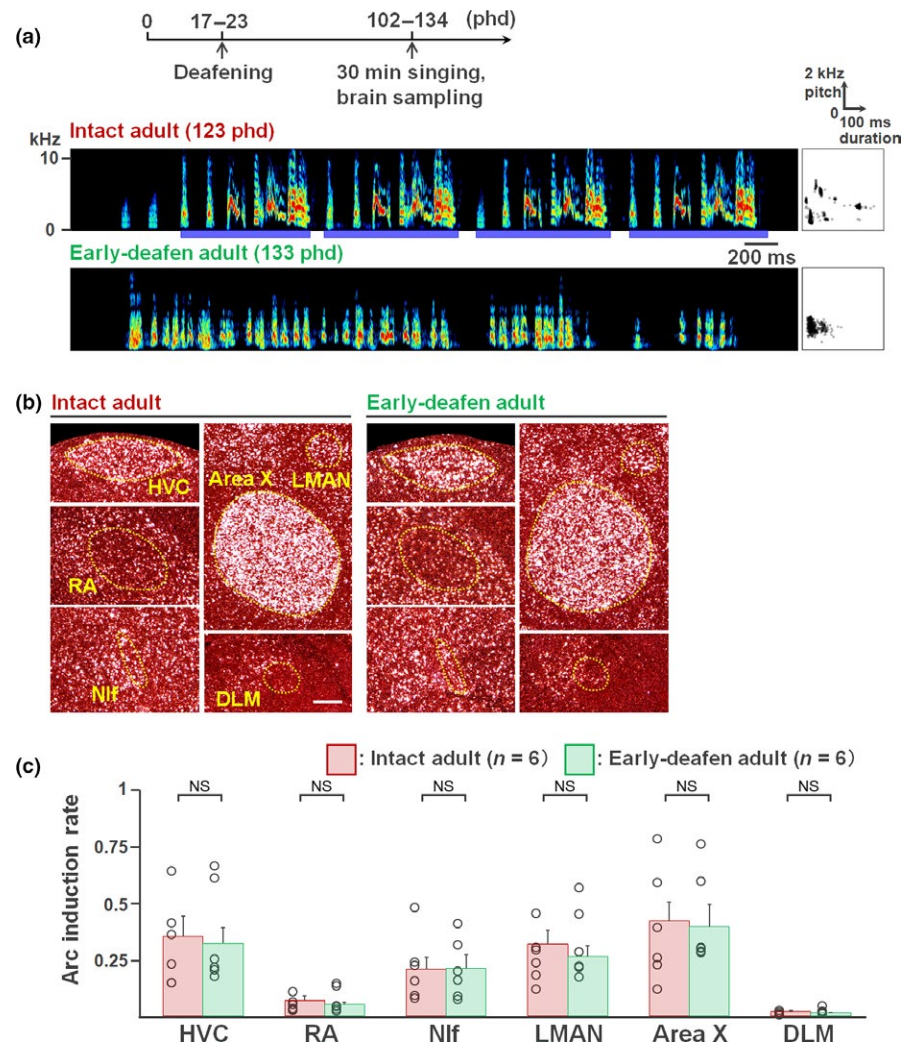 (a)
0 17–23 102–134 (phd)
Deafening
30 min singing,
brain sampling
2 kHz
pitch
0
100 ms
duration
kHz
Intact adult (123 phd)
10
0
Early-deafen adult (133 phd)
200 ms
(b)
Intact adult
Early-deafen adult
HVC
Area X
LMAN
RA
NIf
DLM
(c)
: Intact adult (n = 6)
: Early-deafen adult (n = 6)
Arc induction rate
1
0.75
0.5
0.25
NS NS NS NS NS NS
HVC RA NIf LMAN Area X DLM